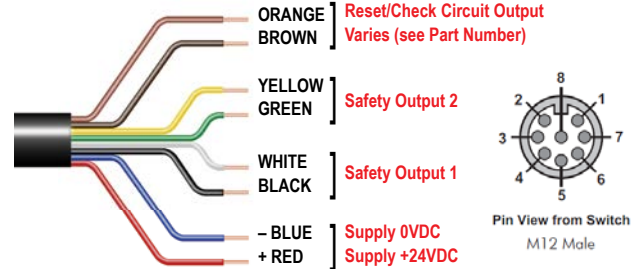 ORANGE
BROWN
Reset/Check Circuit Output
Varies (see Part Number)
YELLOW
GREEN
Safety Output 2
WHITE
BLACK
Safety Output 1
– BLUE
+ RED
Supply 0VDC
Supply +24VDC
8
2
1
3
7
4
6
5
Pin View from Switch
M12 Male